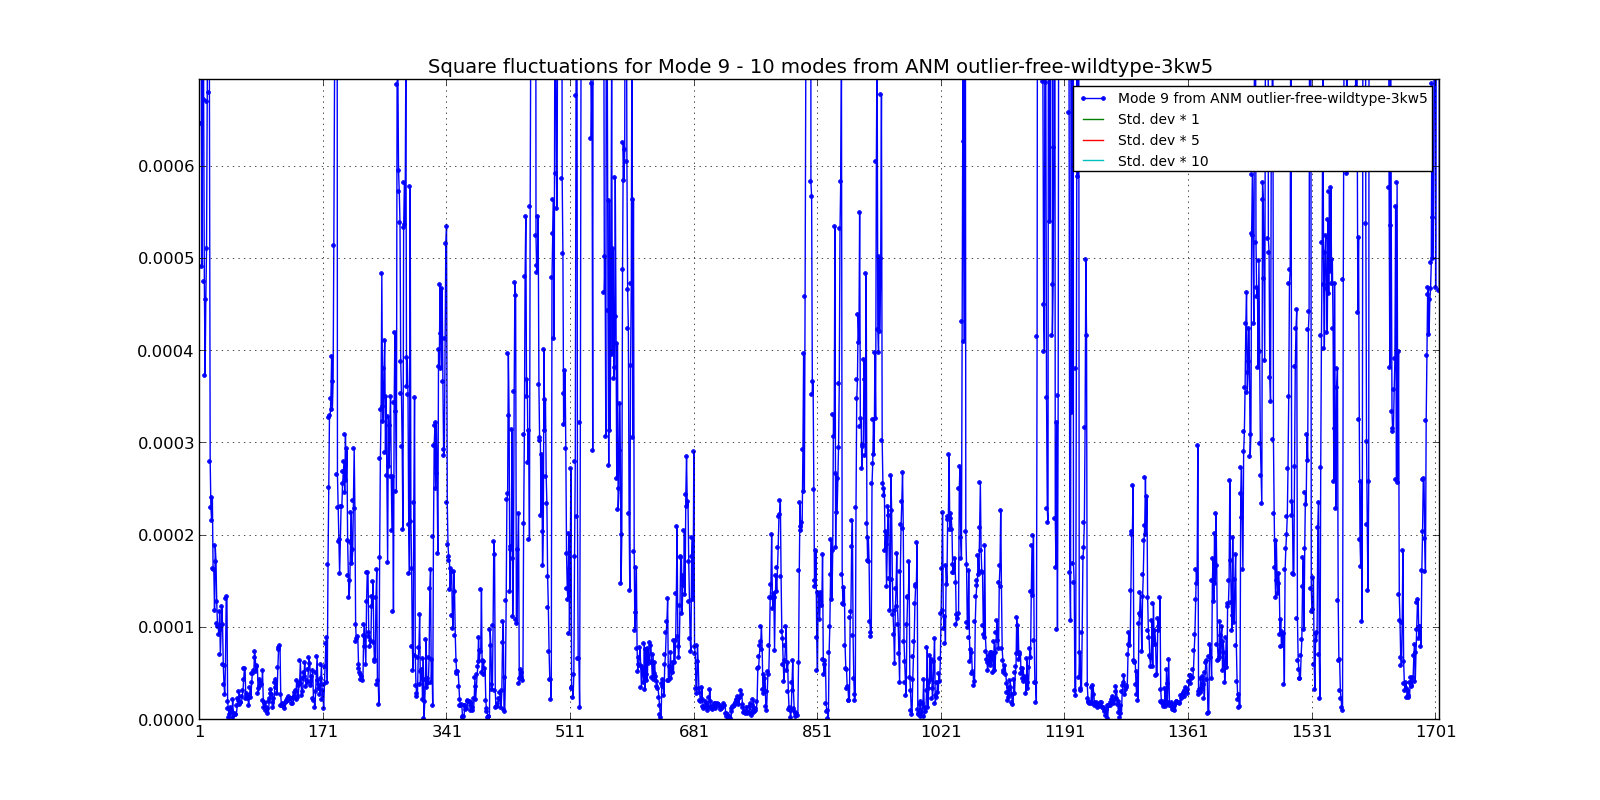 Square fluctuations for Mode 9 - 10 modes from ANM outlier-free-wildtype-3kw5
Mode 9 from ANM outlier-free-wildtype-3kw5
Std. dev * 1
Std. dev * 5
Std. dev * 10
0.0006
0.0005
0.0004
0.0003
0.0002
0.0001
0.0000
1 171 341 511 681 851 1021 1191 1361 1531 1701